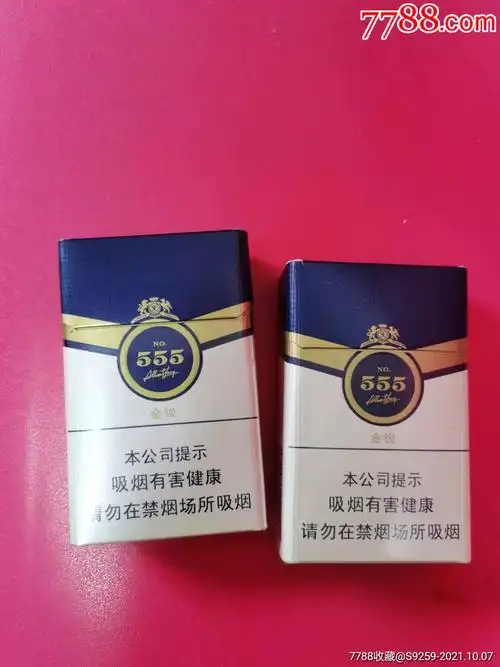 7788.com
NO.
555
金锐
本公司提示
吸烟有害健康
请勿在禁烟场所吸烟
NO.
555
金锐
本公司提示
吸烟有害健康
请勿在禁烟场所吸烟
7788收藏@S9259-2021.10.07